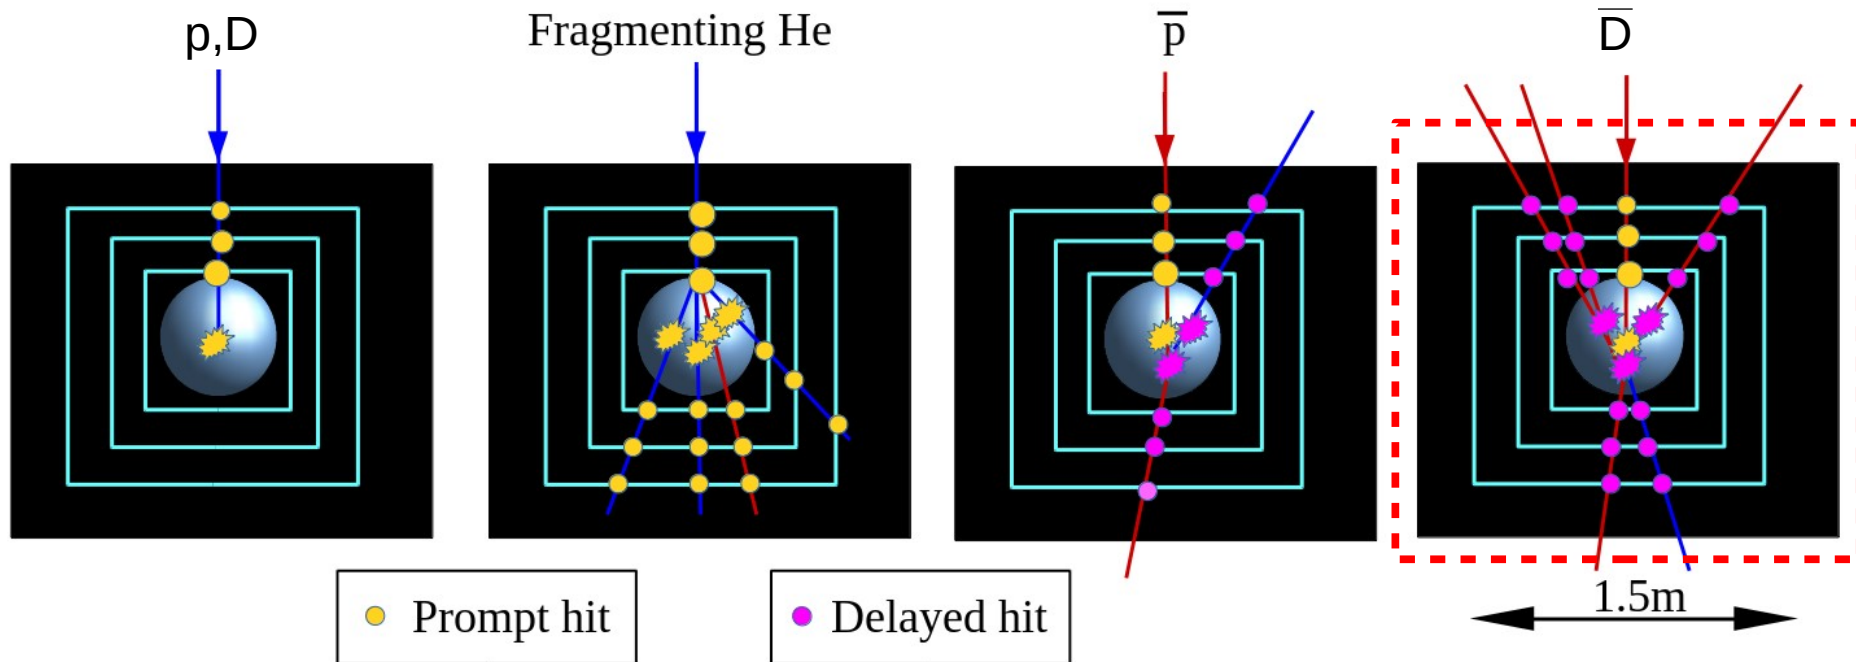 p,D
Fragmenting He
p̅
D̅
1.5m
Prompt hit
Delayed hit